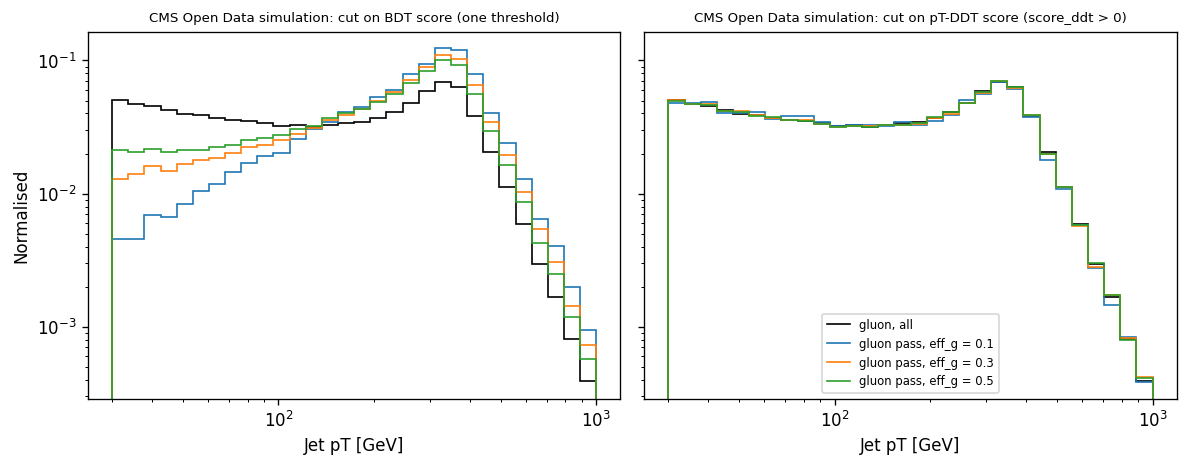 CMS Open Data simulation: cut on BDT score (one threshold)
CMS Open Data simulation: cut on pT-DDT score (score_ddt > 0)
Normalised
10⁻¹
10⁻²
10⁻³
10²
10³
Jet pT [GeV]
gluon, all
gluon pass, eff_g = 0.1
gluon pass, eff_g = 0.3
gluon pass, eff_g = 0.5
10²
10³
Jet pT [GeV]